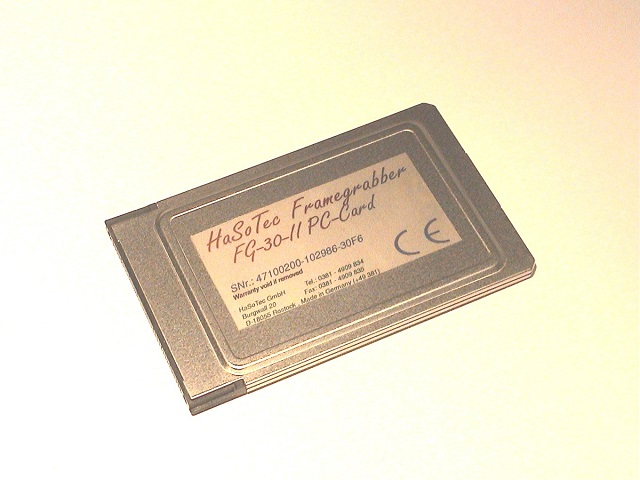 HaSoTec Framegrabber
FG-30-II PC-Card
CE
SNr.: 47100200-102986-30F6
Warranty void if removed
HaSoTec GmbH Tel.: 0381 - 4909 834
Burgwall 20 Fax: 0381 - 4909 836
D-18055 Rostock Made in Germany (+49 381)